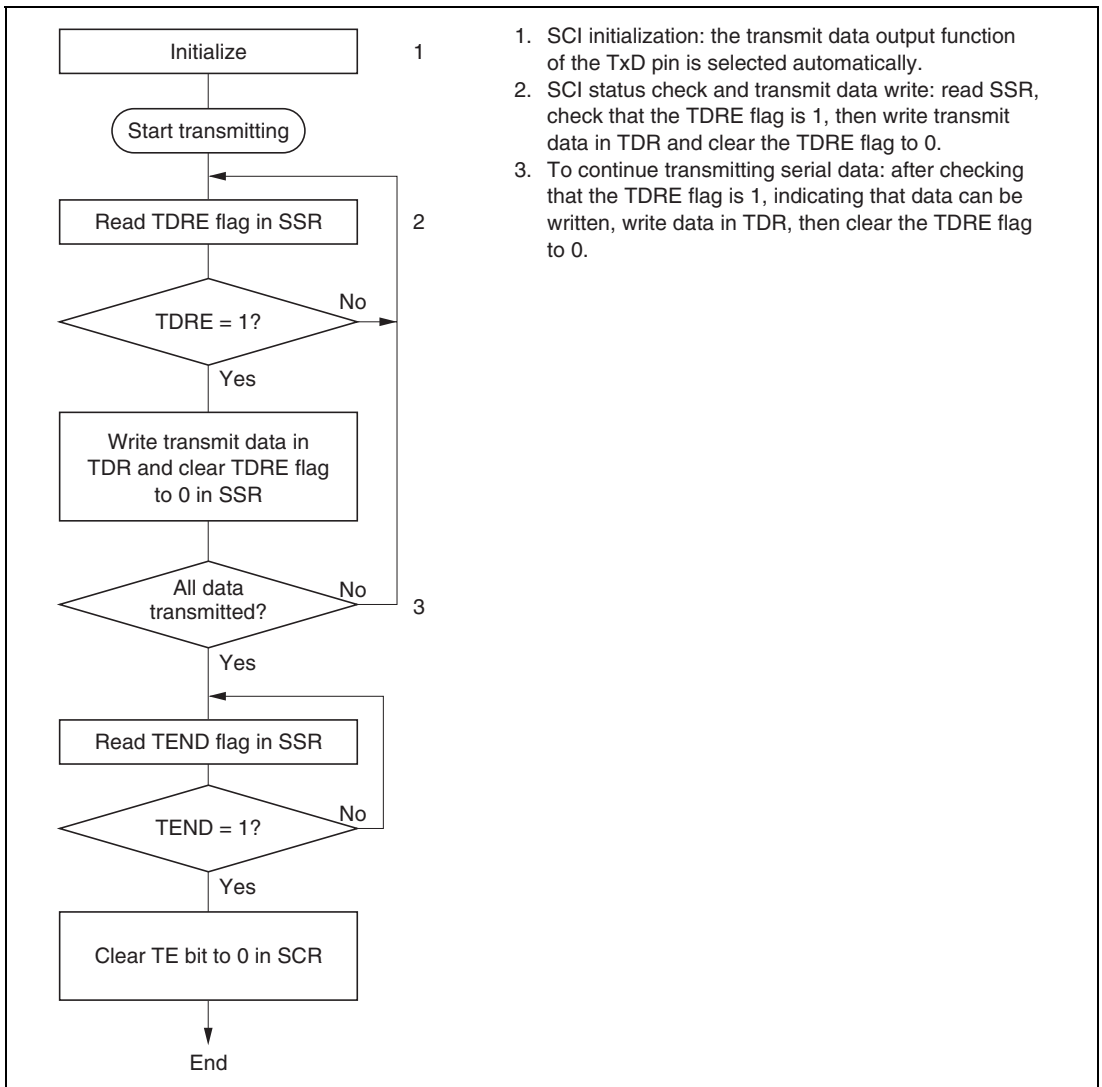 Initialize
1
Start transmitting
Read TDRE flag in SSR
2
TDRE = 1?
No
Yes
Write transmit data in
TDR and clear TDRE flag
to 0 in SSR
All data
transmitted?
No
3
Yes
Read TEND flag in SSR
TEND = 1?
No
Yes
Clear TE bit to 0 in SCR
End
1. SCI initialization: the transmit data output function
of the TxD pin is selected automatically.
2. SCI status check and transmit data write: read SSR,
check that the TDRE flag is 1, then write transmit
data in TDR and clear the TDRE flag to 0.
3. To continue transmitting serial data: after checking
that the TDRE flag is 1, indicating that data can be
written, write data in TDR, then clear the TDRE flag
to 0.